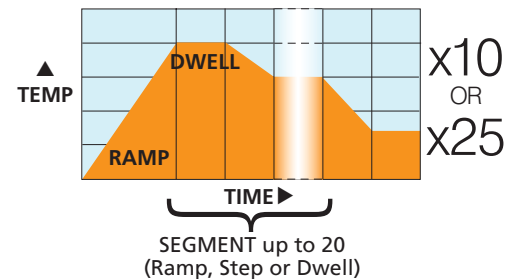 DWELL
▲
TEMP
RAMP
x10
OR
x25
TIME▶
SEGMENT up to 20
(Ramp, Step or Dwell)